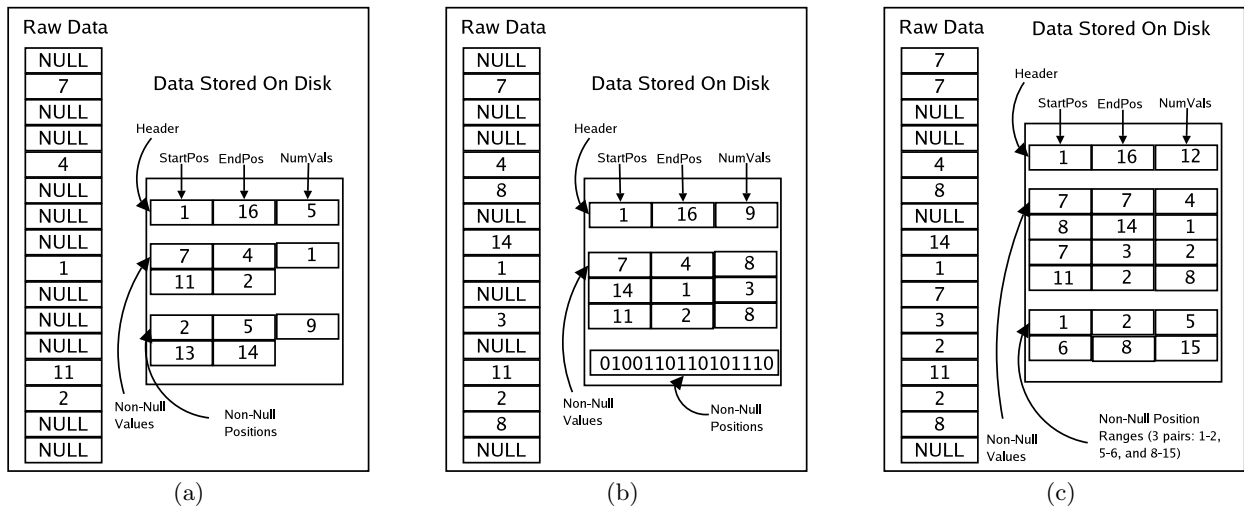 Raw Data
NULL
7
NULL
NULL
4
NULL
NULL
NULL
1
NULL
NULL
NULL
11
2
NULL
NULL
Data Stored On Disk
Header
StartPos EndPos NumVals
1 16 5
7 4 1
11 2
2 5 9
13 14
Non-Null
Values
Non-Null
Positions
(a)
Raw Data
NULL
7
NULL
NULL
4
8
NULL
14
1
NULL
3
NULL
11
2
8
NULL
Data Stored On Disk
Header
StartPos EndPos NumVals
1 16 9
7 4 8
14 1 3
11 2 8
0100110110101110
Non-Null
Values
Non-Null
Positions
(b)
Raw Data
7
7
NULL
NULL
4
8
NULL
14
1
7
3
2
11
2
8
NULL
Data Stored On Disk
Header
StartPos EndPos NumVals
1 16 12
7 7 4
8 14 1
7 3 2
11 2 8
1 2 5
6 8 15
Non-Null
Values
Non-Null Position
Ranges (3 pairs: 1-2,
5-6, and 8-15)
(c)